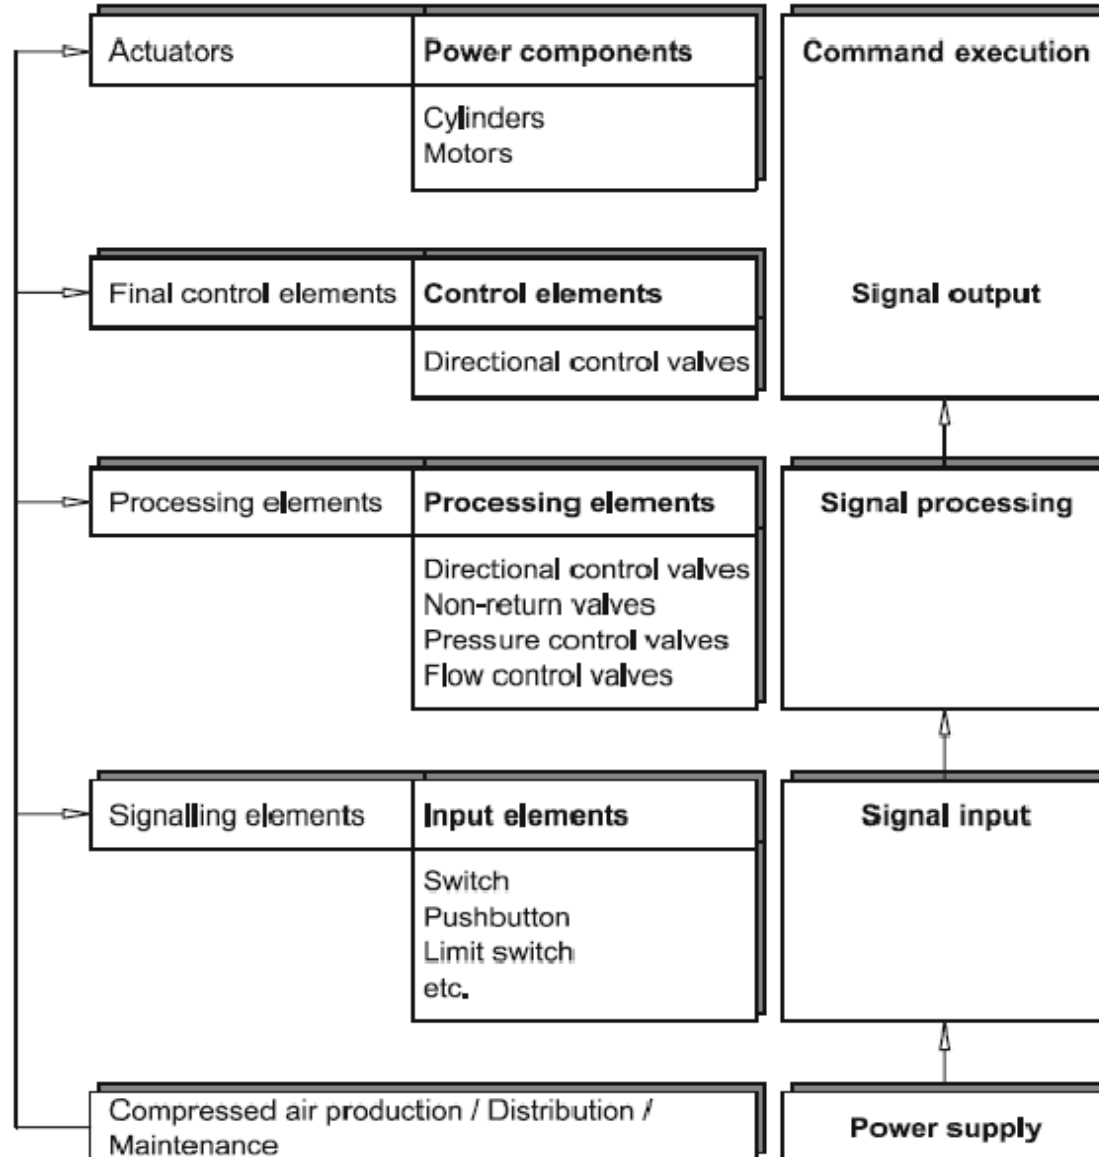 Actuators
Power components
Command execution
Cylinders
Motors
Final control elements
Control elements
Signal output
Directional control valves
Processing elements
Processing elements
Signal processing
Directional control valves
Non-return valves
Pressure control valves
Flow control valves
Signalling elements
Input elements
Signal input
Switch
Pushbutton
Limit switch
etc.
Compressed air production / Distribution /
Maintenance
Power supply